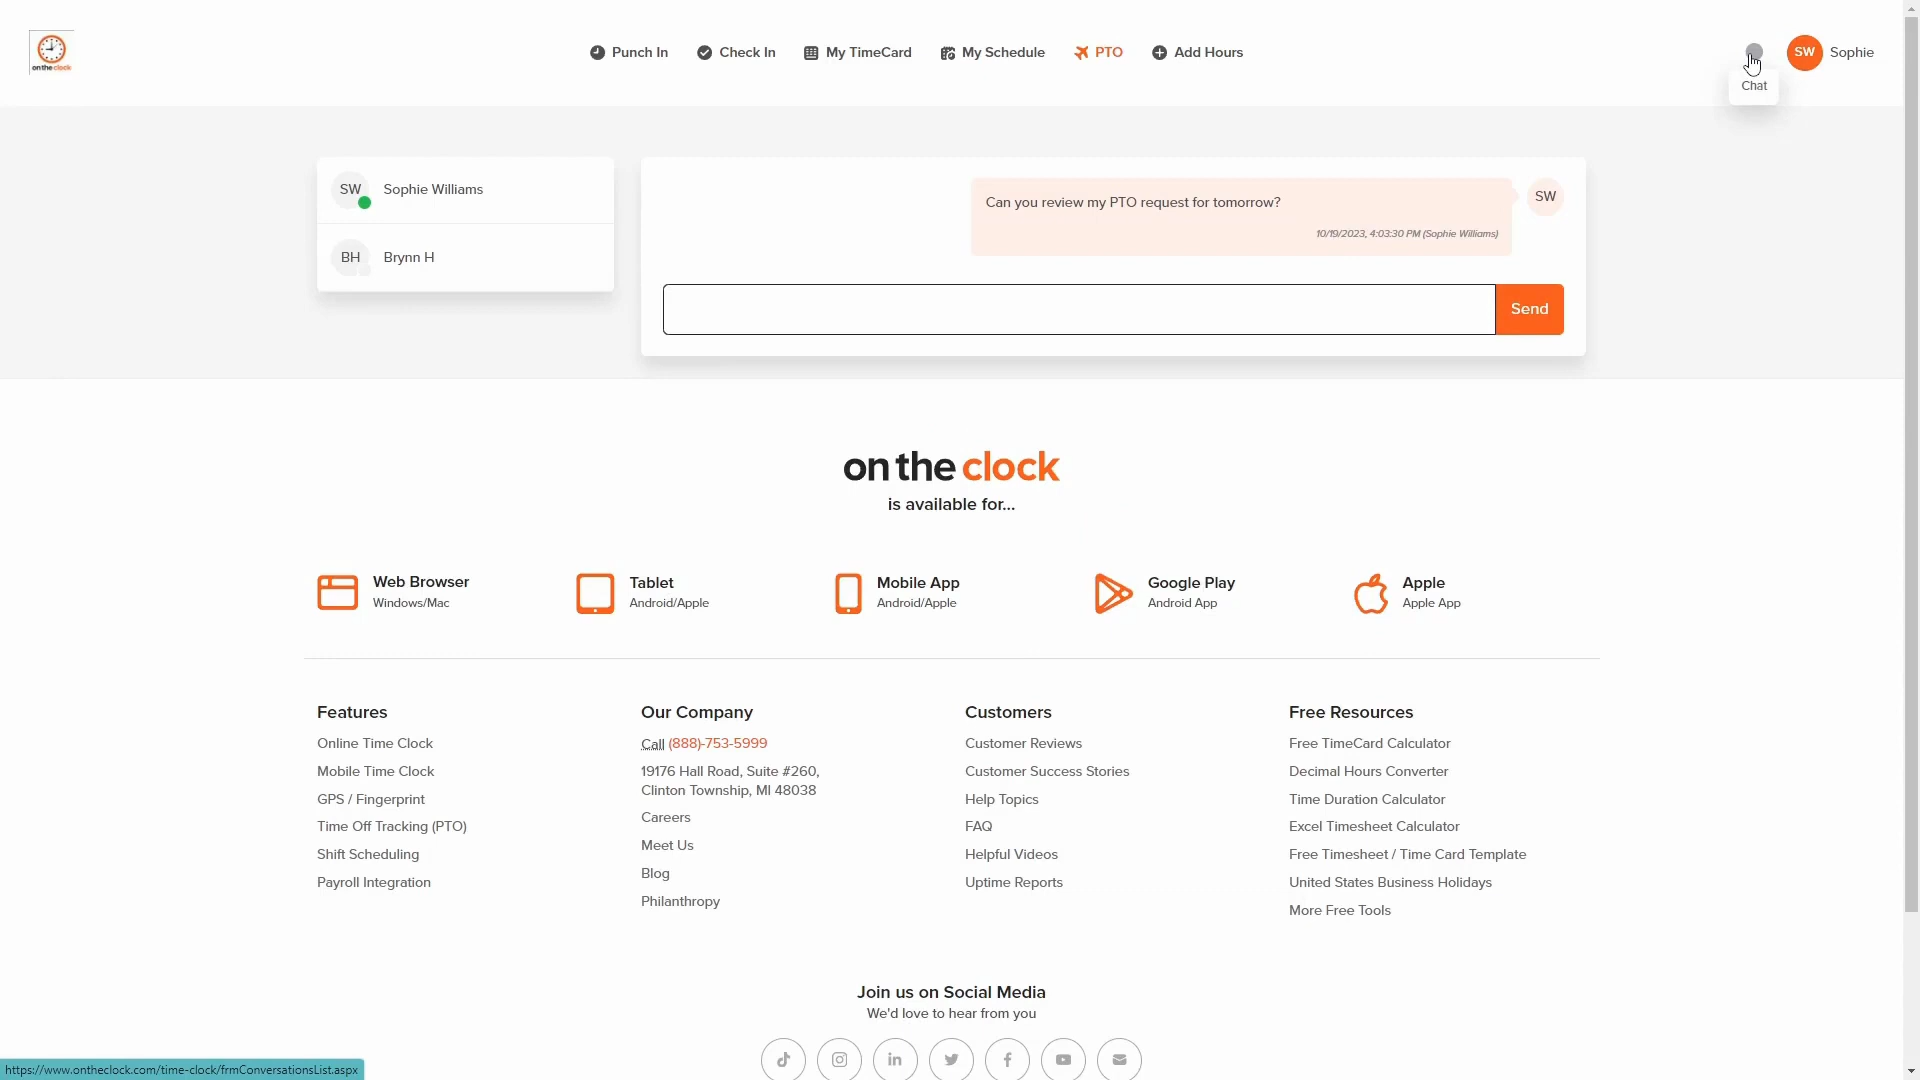 on the clock
Punch In
Check In
My TimeCard
My Schedule
PTO
Add Hours
SW
Sophie
Chat
SW
Sophie Williams
BH
Brynn H
Can you review my PTO request for tomorrow?
10/19/2023, 4:03:30 PM (Sophie Williams)
SW
Send
on the clock
is available for...
Web Browser
Windows/Mac
Tablet
Android/Apple
Mobile App
Android/Apple
Google Play
Android App
Apple
Apple App
Features
Online Time Clock
Mobile Time Clock
GPS / Fingerprint
Time Off Tracking (PTO)
Shift Scheduling
Payroll Integration
Our Company
Call (888)-753-5999
19176 Hall Road, Suite #260,
Clinton Township, MI 48038
Careers
Meet Us
Blog
Philanthropy
Customers
Customer Reviews
Customer Success Stories
Help Topics
FAQ
Helpful Videos
Uptime Reports
Free Resources
Free TimeCard Calculator
Decimal Hours Converter
Time Duration Calculator
Excel Timesheet Calculator
Free Timesheet / Time Card Template
United States Business Holidays
More Free Tools
Join us on Social Media
We'd love to hear from you
https://www.ontheclock.com/time-clock/frmConversationsList.aspx